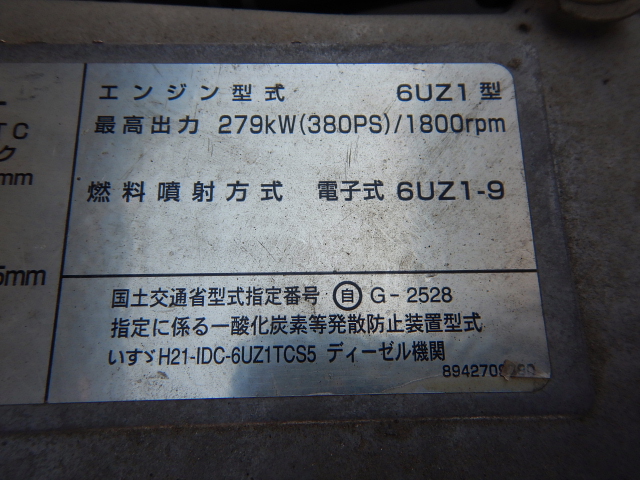 エンジン型式 6UZ1型
最高出力 279kW(380PS)/1800rpm
燃料噴射方式 電子式 6UZ1-9
TC
ク
mm
5mm
国土交通省型式指定番号 自 G-2528
指定に係る一酸化炭素等発散防止装置型式
いすゞH21-IDC-6UZ1TCS5 ディーゼル機関